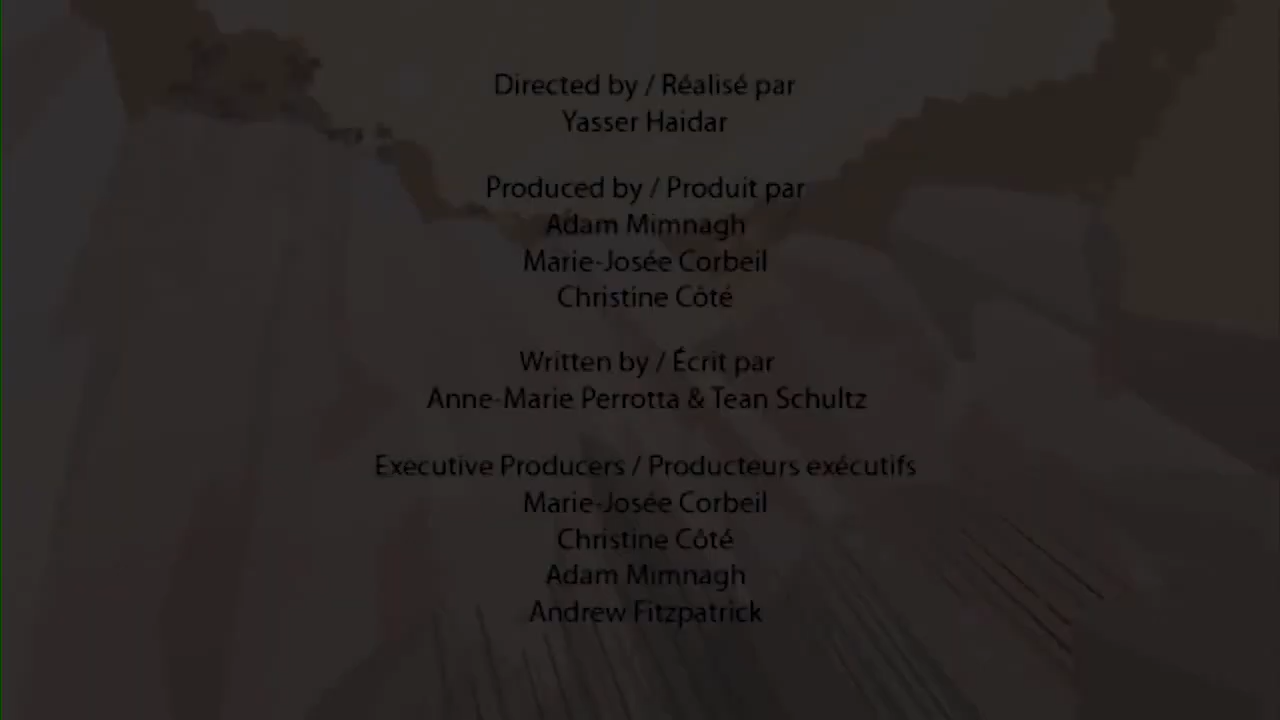 Directed by / Réalisé par
Yasser Haidar
Produced by / Produit par
Adam Mimnagh
Marie-Josée Corbeil
Christine Côté
Written by / Écrit par
Anne-Marie Perrotta & Tean Schultz
Executive Producers / Producteurs exécutifs
Marie-Josée Corbeil
Christine Côté
Adam Mimnagh
Andrew Fitzpatrick